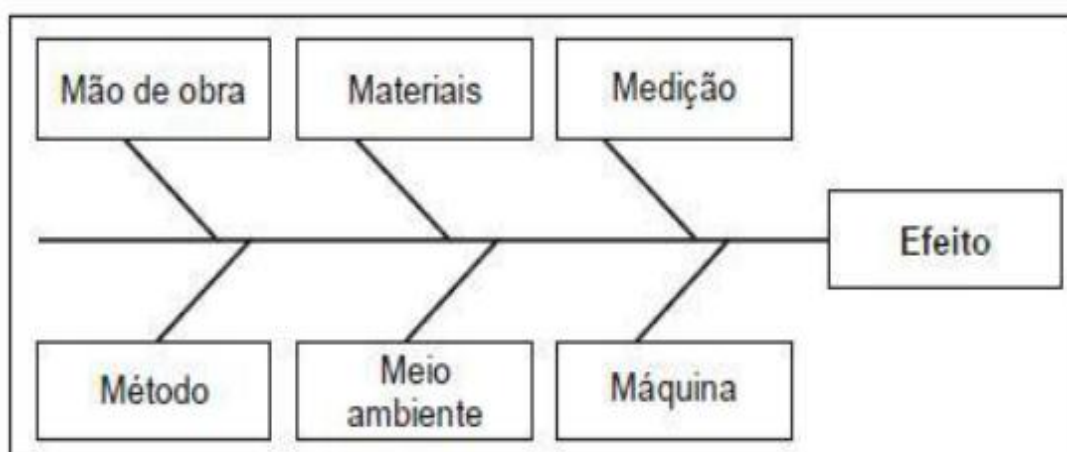 Mão de obra
Materiais
Medição
Efeito
Método
Meio
ambiente
Máquina